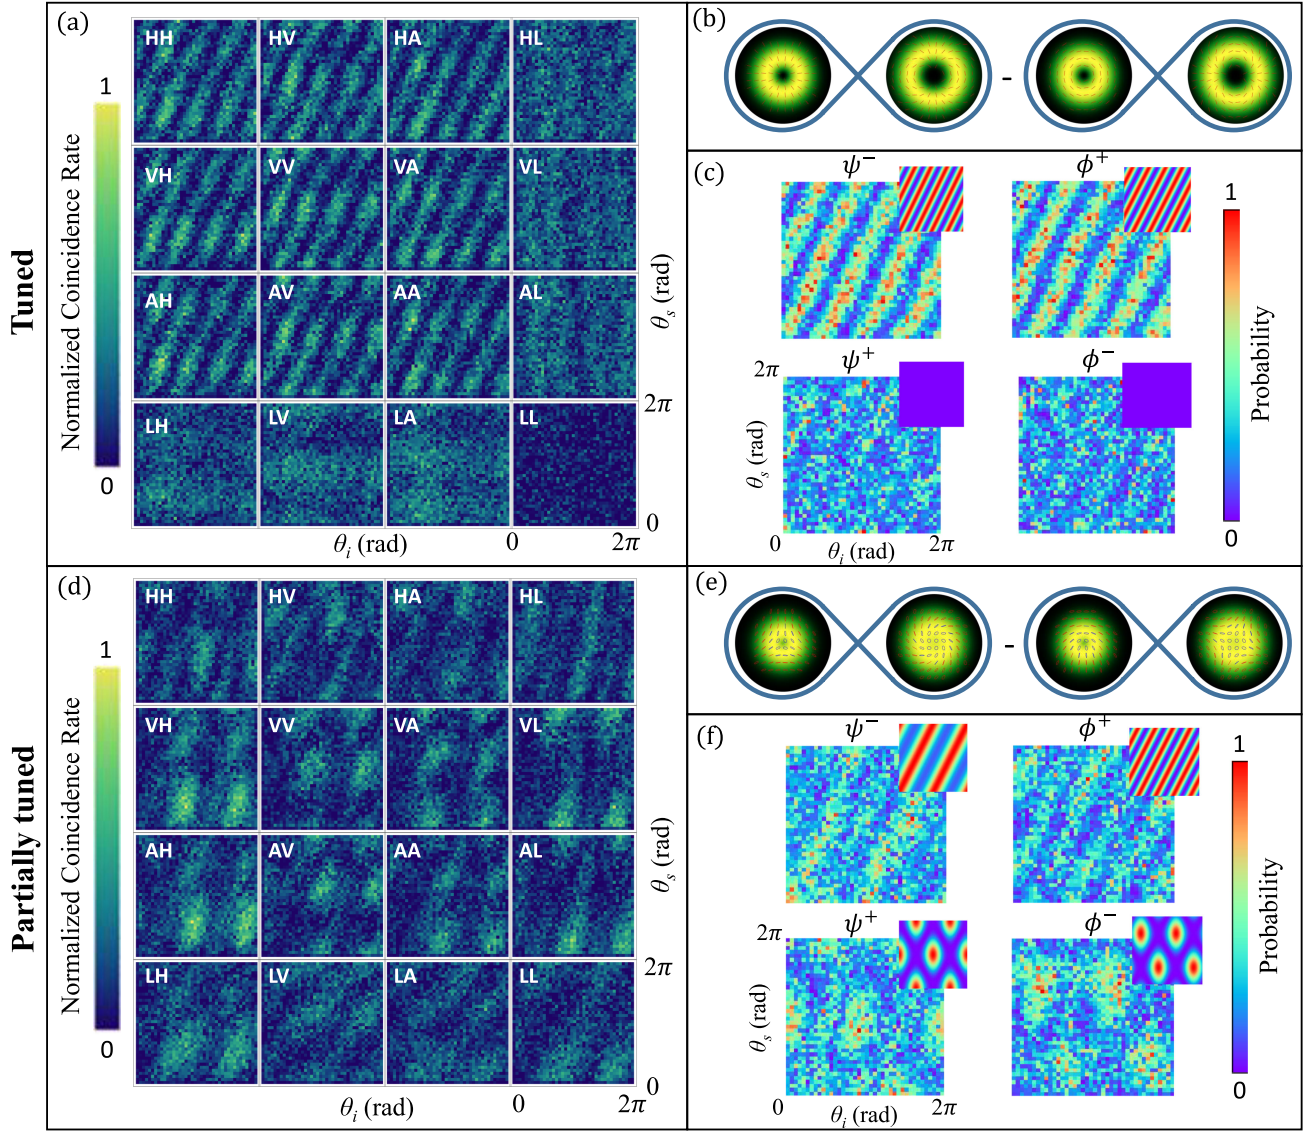 Tuned
(a)
1
Normalized Coincidence Rate
0
HH HV HA HL
VH VV VA VL
AH AV AA AL
LH LV LA LL
θs (rad)
2π
0
θi (rad) 0 2π
(b)
-
(c)
ψ− ϕ+
ψ+ ϕ−
2π
θs (rad)
0 θi (rad) 2π
1
Probability
0
Partially tuned
(d)
1
Normalized Coincidence Rate
0
HH HV HA HL
VH VV VA VL
AH AV AA AL
LH LV LA LL
θs (rad)
2π
0
θi (rad) 0 2π
(e)
-
(f)
ψ− ϕ+
ψ+ ϕ−
2π
θs (rad)
0 θi (rad) 2π
1
Probability
0